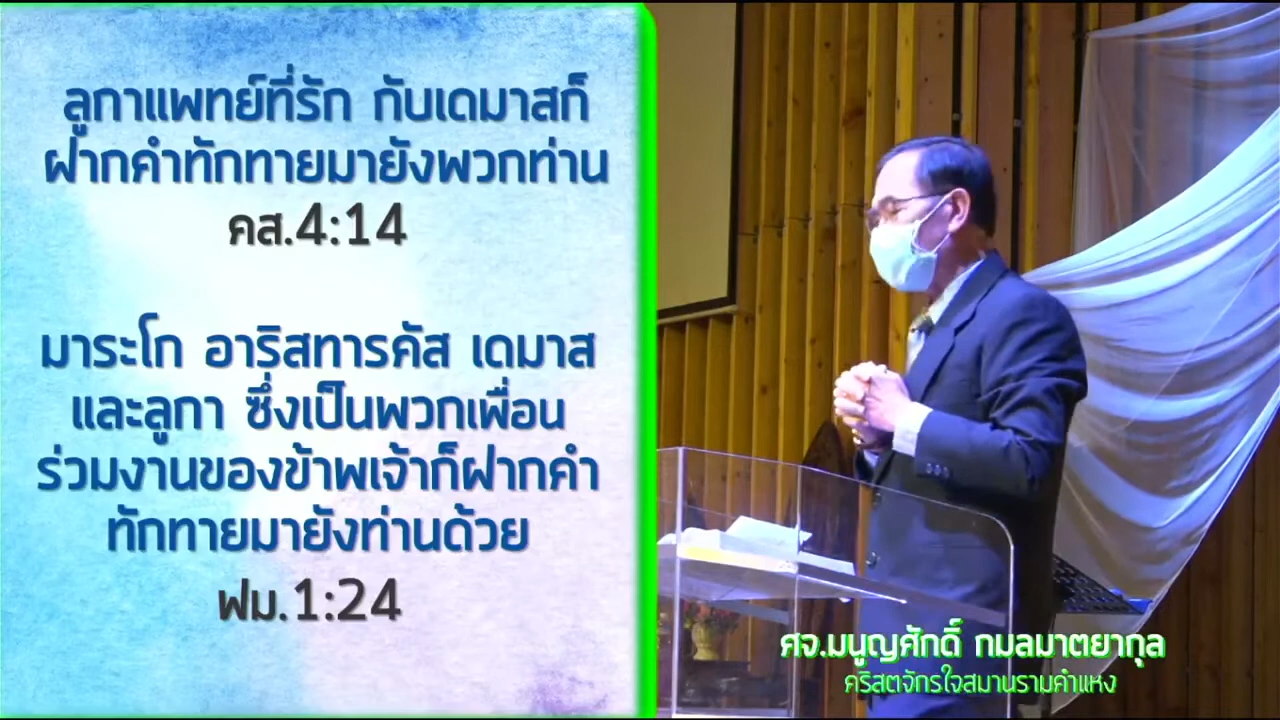 ลูกาแพทย์ที่รัก กับเดมาสก็
ฝากคำทักทายมายังพวกท่าน
คส.4:14
มาระโก อาริสทารคัส เดมาส
และลูกา ซึ่งเป็นพวกเพื่อน
ร่วมงานของข้าพเจ้าก็ฝากคำ
ทักทายมายังท่านด้วย
ฟม.1:24
ศจ.มนูญศักดิ์ กมลมาตยากุล
คริสตจักรใจสมานรามคำแหง